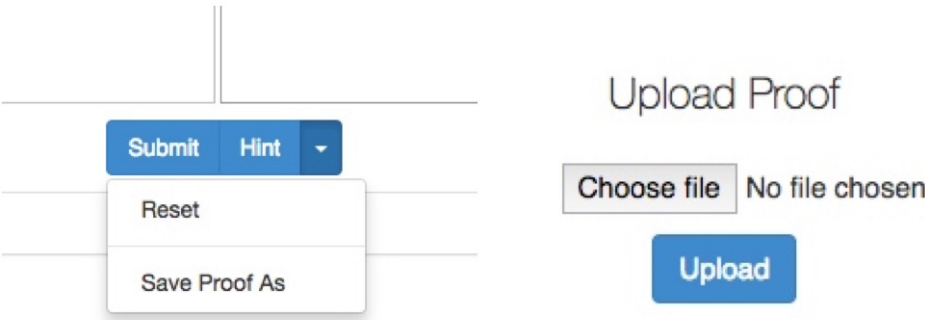 Submit Hint
Reset
Save Proof As
Upload Proof
Choose file No file chosen
Upload